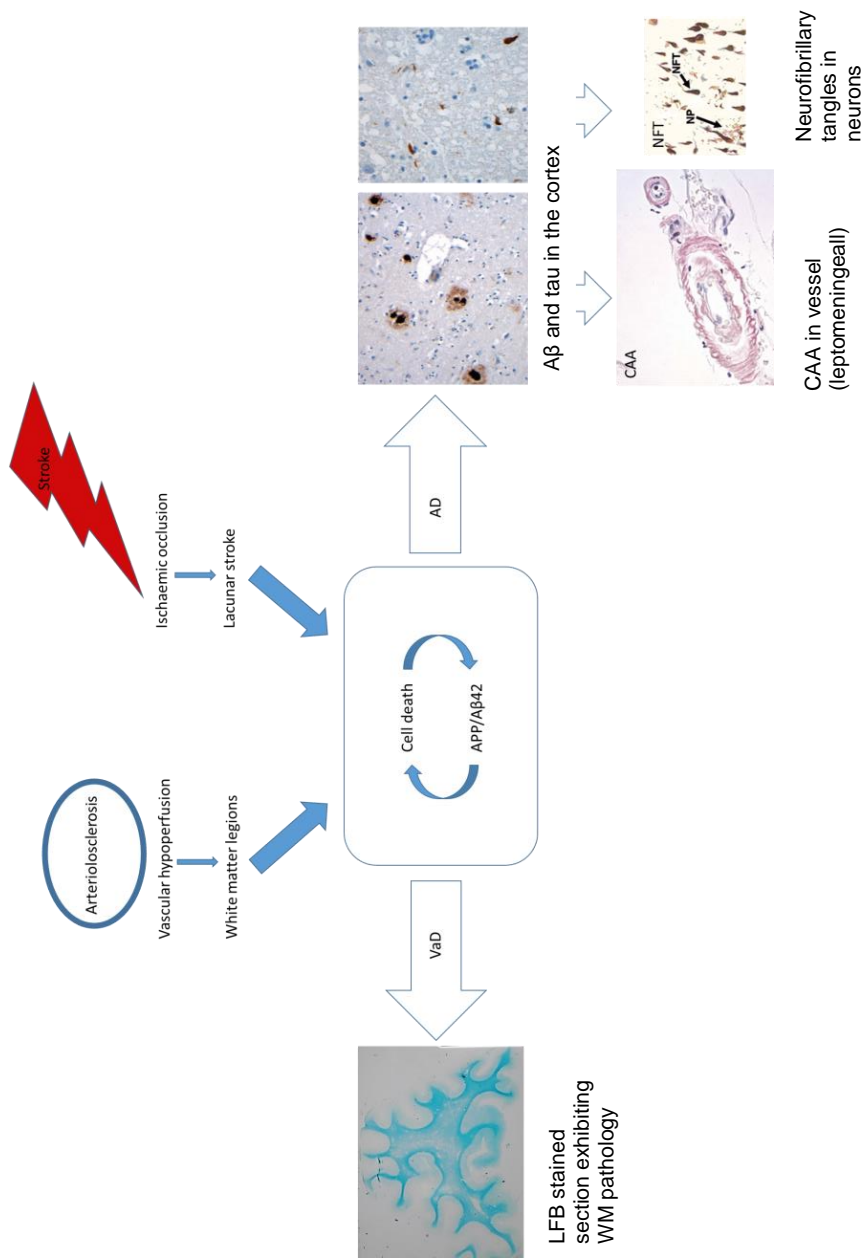 Stroke
Arteriolosclerosis
Ischaemic occlusion
Vascular hypoperfusion
Lacunar stroke
White matter legions
Cell death
APP/Aβ42
VaD
AD
LFB stained
section exhibiting
WM pathology
Aβ and tau in the cortex
CAA
NFT
NP
NFT
CAA in vessel
(leptomeningeall)
Neurofibrillary
tangles in
neurons